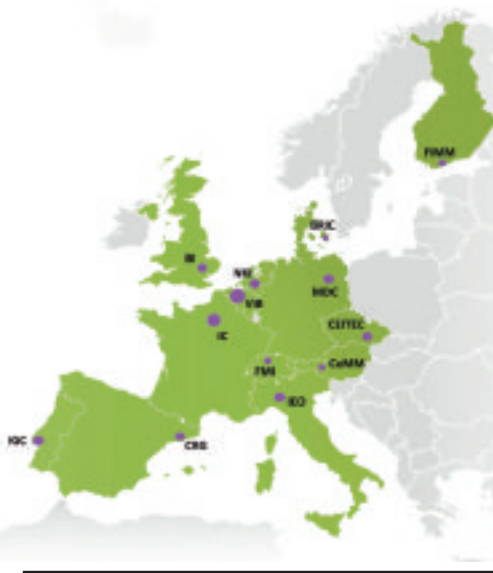 FIMM
BRIC
BI
NKI
MDC
VIB
IC
CEITEC
FMI
CeMM
IEO
IGC
CRG